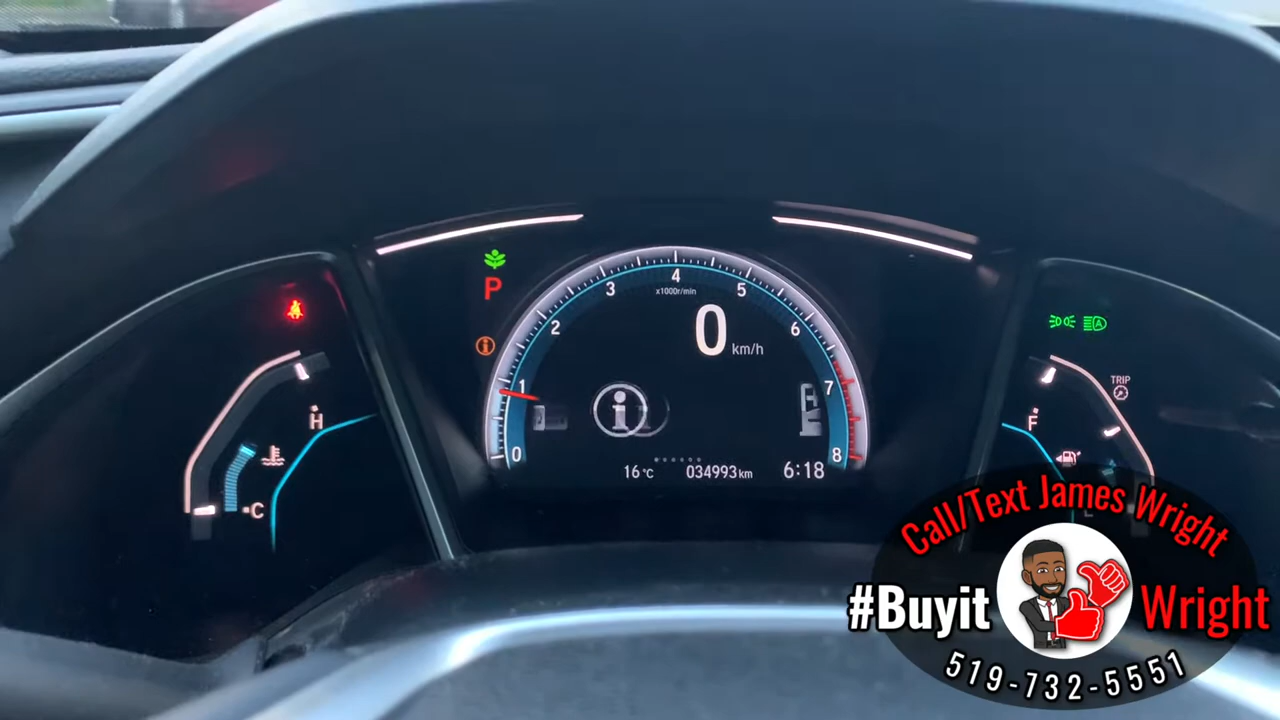 4
3
5
x1000r/min
2
6
0
km/h
P
1
7
0
8
16°C
034993km
6:18
H
C
TRIP
F
Call/Text James Wright
#Buyit
Wright
519-732-5551